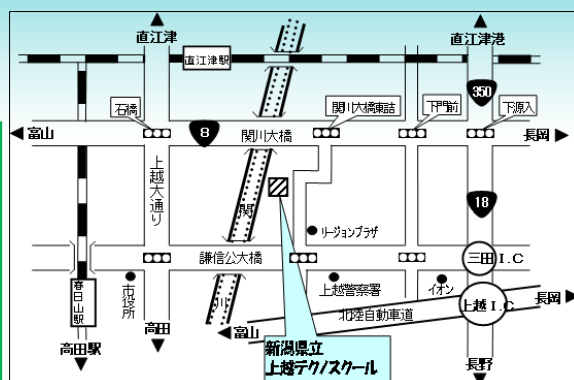 直江津
直江津港
直江津駅
350
石橋
関川大橋東詰
下門前
下源入
富山
8
関川大橋
長岡
上越大通り
関
18
リージョンプラザ
謙信公大橋
三田I.C
春日山駅
市役所
川
上越警察署
イオン
上越I.C
長岡
北陸自動車道
高田駅
高田
富山
長野
新潟県立
上越テクノスクール